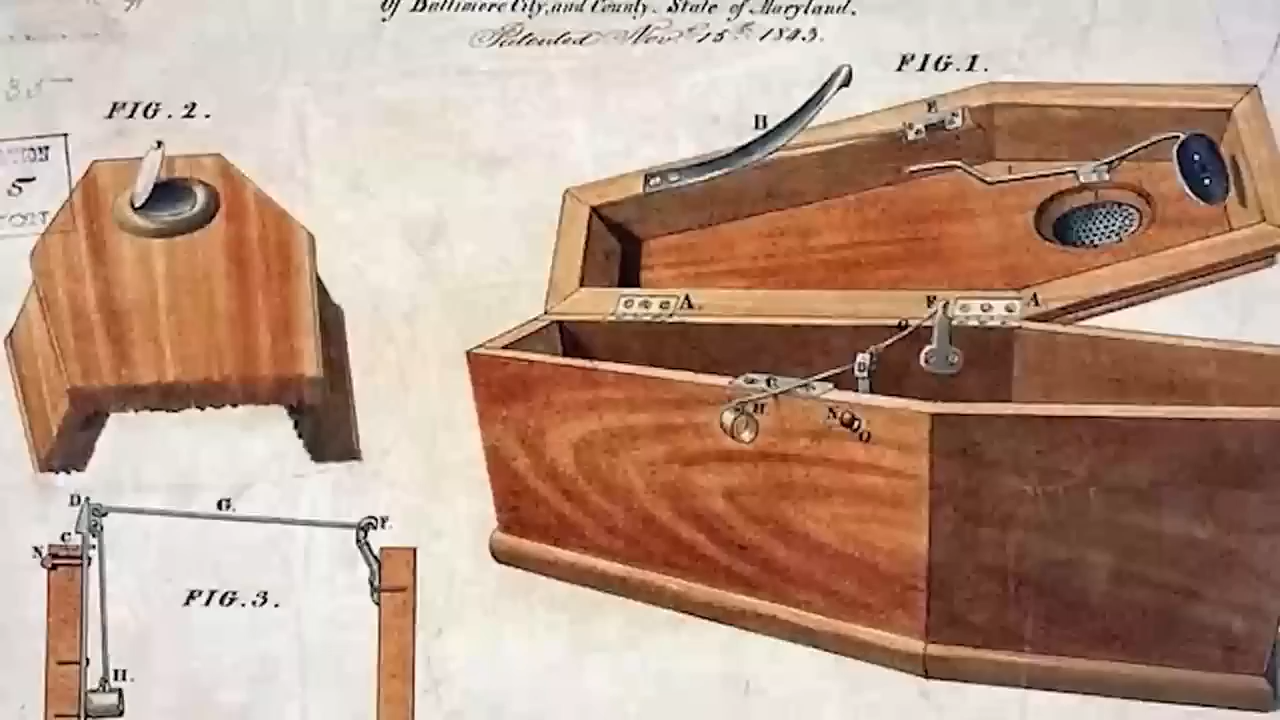 Of Baltimore City, and County, State of Maryland.
Patented Nov. 15th 1843.
FIG. 1.
FIG. 2.
5
B
E
A.
F
A
D
C
H
N
O
D
G.
F.
C
N
FIG. 3.
H.